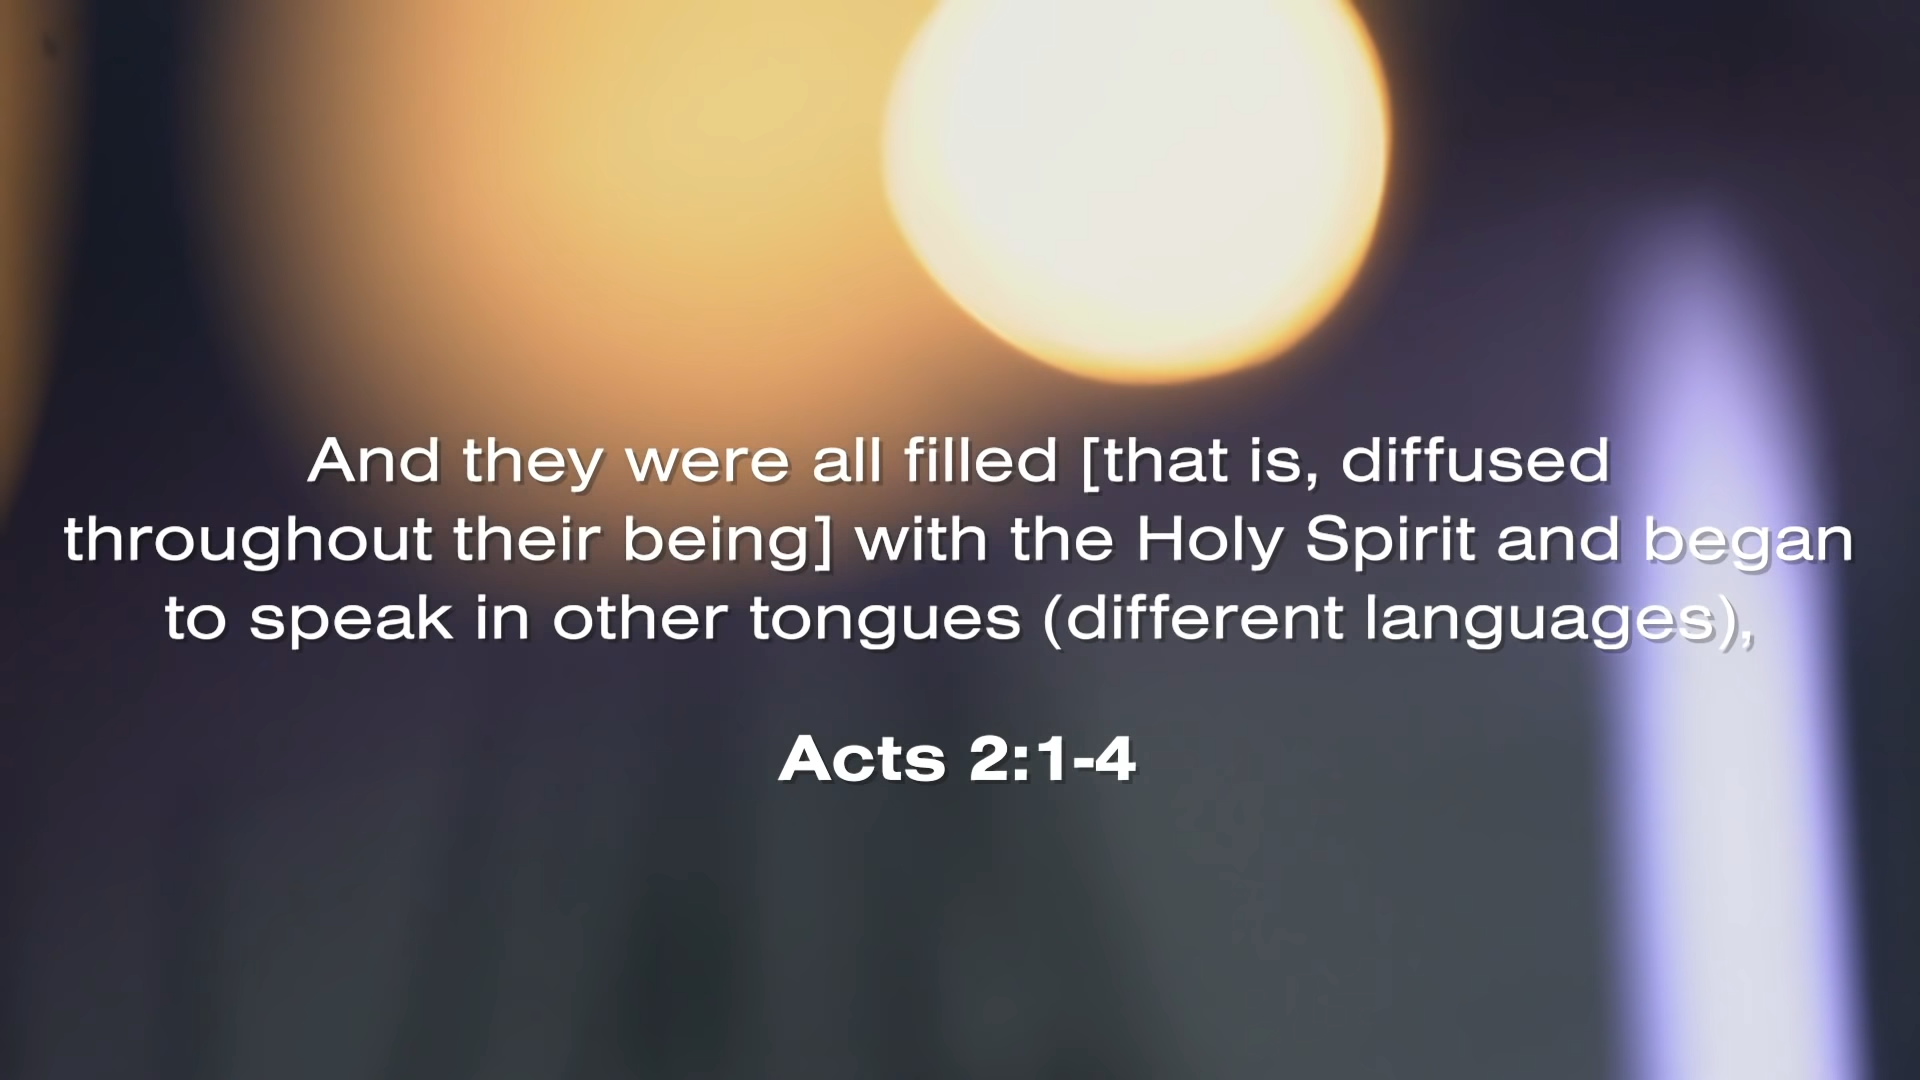 And they were all filled [that is, diffused
throughout their being] with the Holy Spirit and began
to speak in other tongues (different languages),
Acts 2:1-4